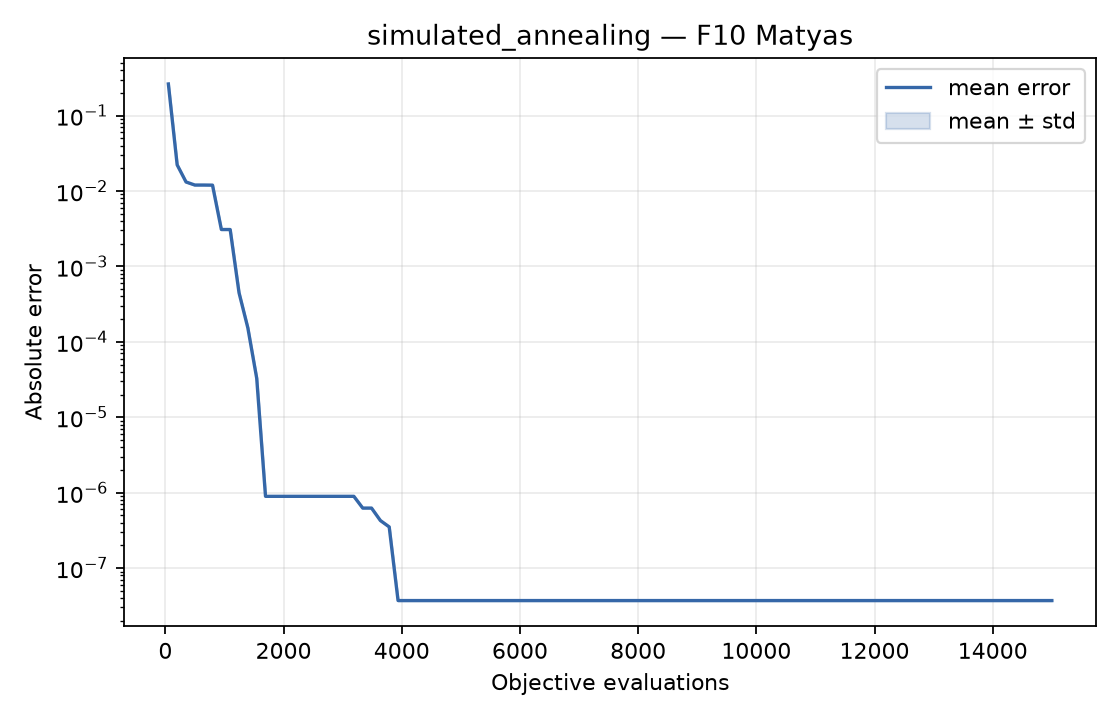 simulated_annealing — F10 Matyas
mean error
mean ± std
Absolute error
10⁻¹
10⁻²
10⁻³
10⁻⁴
10⁻⁵
10⁻⁶
10⁻⁷
0 2000 4000 6000 8000 10000 12000 14000
Objective evaluations